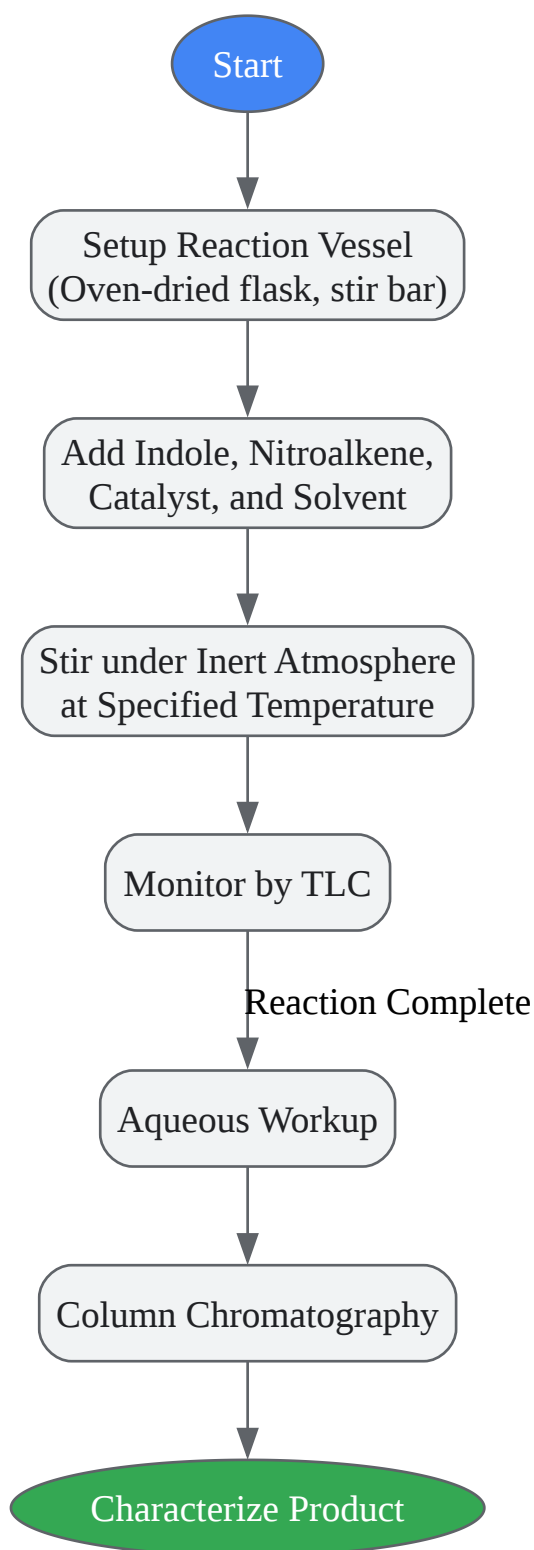 Start
Setup Reaction Vessel
(Oven-dried flask, stir bar)
Add Indole, Nitroalkene,
Catalyst, and Solvent
Stir under Inert Atmosphere
at Specified Temperature
Monitor by TLC
Reaction Complete
Aqueous Workup
Column Chromatography
Characterize Product